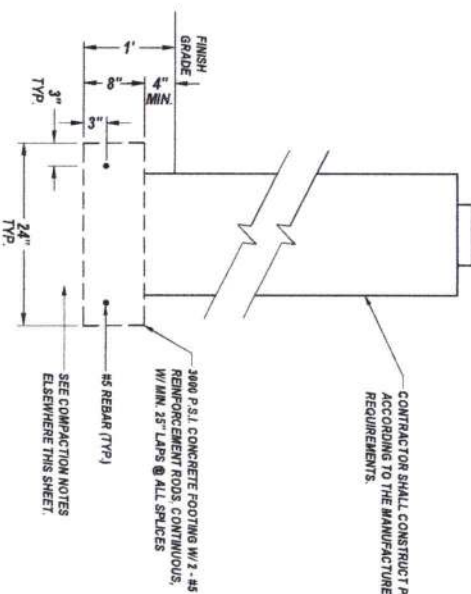 FINISH
GRADE
1'
8"
4"
MIN.
3"
TYP.
3"
24"
TYP.
CONTRACTOR SHALL CONSTRUCT P
ACCORDING TO THE MANUFACTURE
REQUIREMENTS.
3000 P.S.I. CONCRETE FOOTING W/ 2 - #5
REINFORCEMENT RODS, CONTINUOUS,
W/ MIN. 25" LAPS @ ALL SPLICES
#5 REBAR (TYP.)
SEE COMPACTION NOTES
ELSEWHERE THIS SHEET.